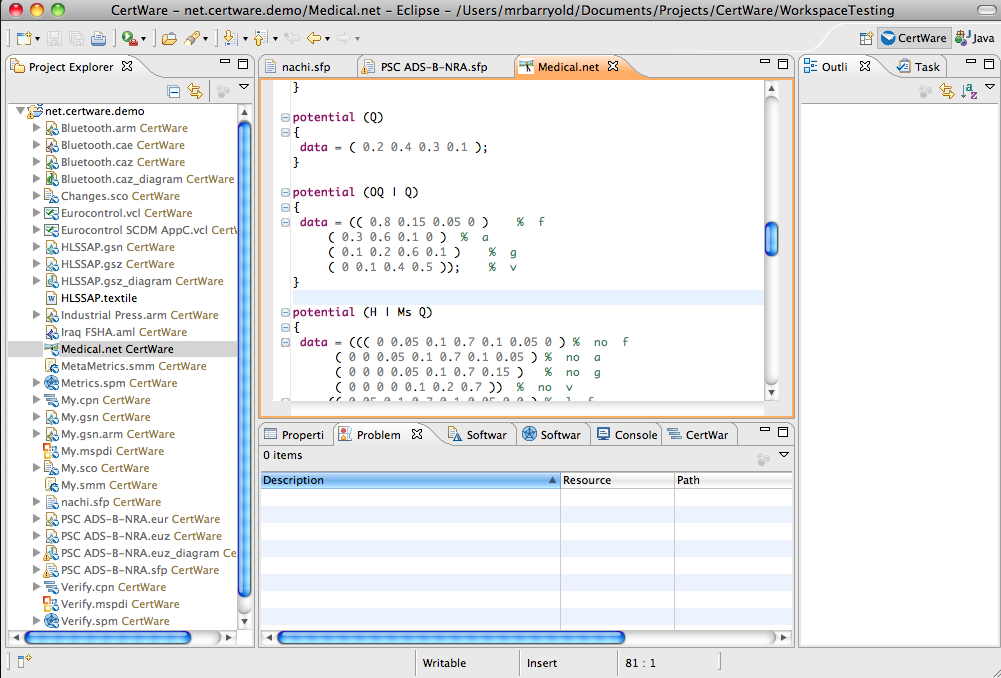 CertWare - net.certware.demo/Medical.net - Eclipse - /Users/mrbarryold/Documents/Projects/CertWare/WorkspaceTesting
CertWare
Java
Project Explorer
nachi.sfp
PSC ADS-B-NRA.sfp
Medical.net
Outli
Task
net.certware.demo
Bluetooth.arm CertWare
Bluetooth.cae CertWare
Bluetooth.caz CertWare
Bluetooth.caz_diagram CertWare
Changes.sco CertWare
Eurocontrol.vcl CertWare
Eurocontrol SCDM AppC.vcl CertW
HLSSAP.gsn CertWare
HLSSAP.gsz CertWare
HLSSAP.gsz_diagram CertWare
HLSSAP.textile
Industrial Press.arm CertWare
Iraq FSHA.aml CertWare
Medical.net CertWare
MetaMetrics.smm CertWare
Metrics.spm CertWare
My.cpn CertWare
My.gsn CertWare
My.gsn.arm CertWare
My.mspdi CertWare
My.sco CertWare
My.smm CertWare
nachi.sfp CertWare
PSC ADS-B-NRA.eur CertWare
PSC ADS-B-NRA.euz CertWare
PSC ADS-B-NRA.euz_diagram Ce
PSC ADS-B-NRA.sfp CertWare
Verify.cpn CertWare
Verify.mspdi CertWare
Verify.spm CertWare
}
potential (Q)
{
data = ( 0.2 0.4 0.3 0.1 );
}
potential (OQ | Q)
{
data = (( 0.8 0.15 0.05 0 ) % f
( 0.3 0.6 0.1 0 ) % a
( 0.1 0.2 0.6 0.1 ) % g
( 0 0.1 0.4 0.5 )); % v
}
potential (H | Ms Q)
{
data = ((( 0 0.05 0.1 0.7 0.1 0.05 0 ) % no f
( 0 0 0.05 0.1 0.7 0.1 0.05 ) % no a
( 0 0 0 0.05 0.1 0.7 0.15 ) % no g
( 0 0 0 0 0.1 0.2 0.7 )) % no v
(( 0.05 0.1 0.7 0.1 0.05 0 0 ) % l f
Properti
Problem
Softwar
Softwar
Console
CertWar
0 items
Description
Resource
Path
Writable
Insert
81 : 1